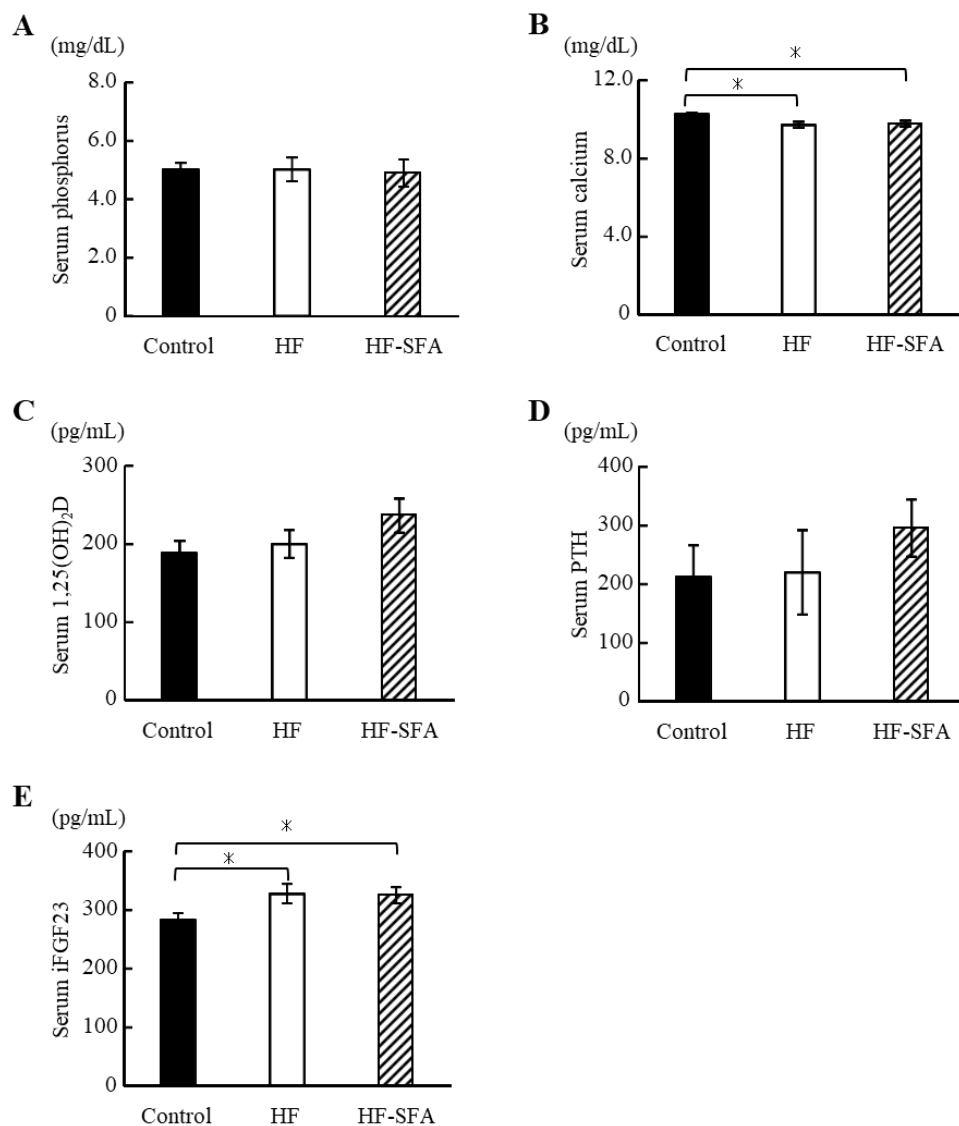 A
(mg/dL)
Serum phosphorus
8.0
6.0
4.0
2.0
0
Control HF HF-SFA
B
(mg/dL)
Serum calcium
12.0
8.0
4.0
0
*
*
Control HF HF-SFA
C
(pg/mL)
Serum 1,25(OH)₂D
300
200
100
0
Control HF HF-SFA
D
(pg/mL)
Serum PTH
400
300
200
100
0
Control HF HF-SFA
E
(pg/mL)
Serum iFGF23
400
300
200
100
0
*
*
Control HF HF-SFA